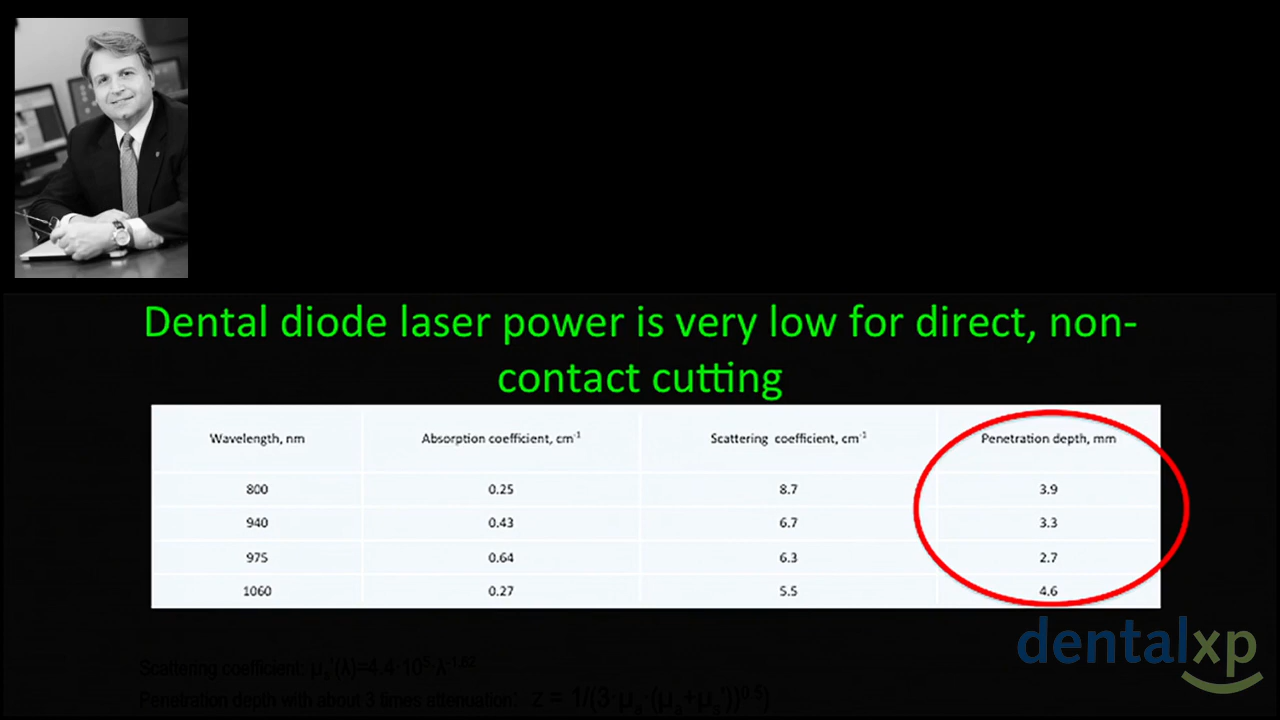 Dental diode laser power is very low for direct, non-
contact cutting
Wavelength, nm Absorption coefficient, cm⁻¹ Scattering coefficient, cm⁻¹ Penetration depth, mm
800 0.25 8.7 3.9
940 0.43 6.7 3.3
975 0.64 6.3 2.7
1060 0.27 5.5 4.6
dentalxp
Scattering coefficient: μₛ'(λ)=4.4·10⁵·λ⁻¹·⁶²
Penetration depth with about 3 times attenuation: z = 1/(3·μₐ·(μₐ+μₛ'))⁰·⁵)